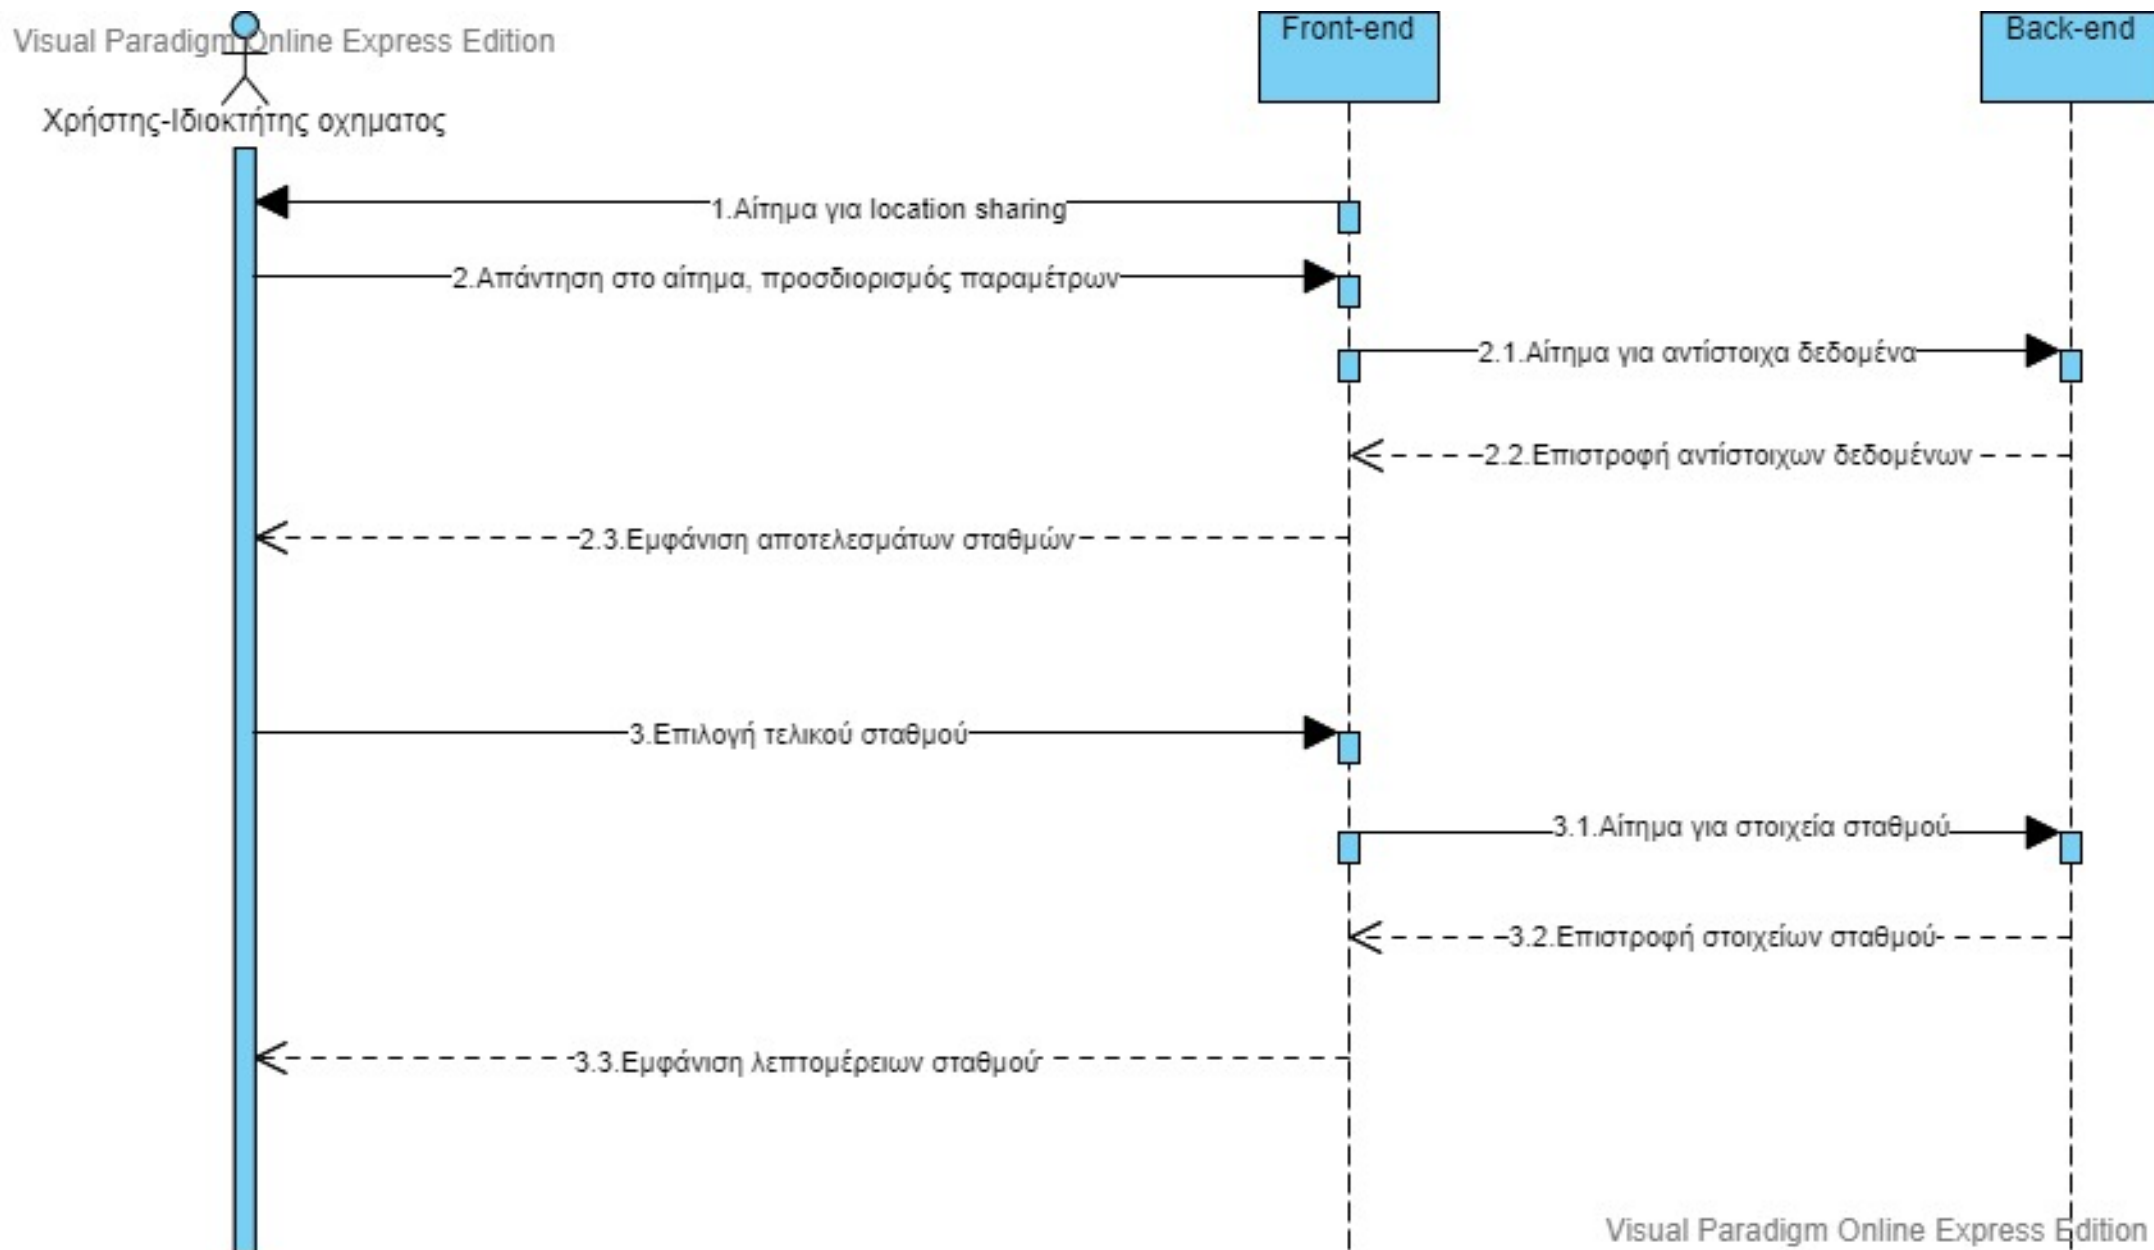 Visual Paradigm Online Express Edition
Front-end
Back-end
Χρήστης-Ιδιοκτήτης οχηματος
1.Αίτημα για location sharing
2.Απάντηση στο αίτημα, προσδιορισμός παραμέτρων
2.1.Αίτημα για αντίστοιχα δεδομένα
2.2.Επιστροφή αντίστοιχων δεδομένων
2.3.Εμφάνιση αποτελεσμάτων σταθμών
3.Επιλογή τελικού σταθμού
3.1.Αίτημα για στοιχεία σταθμού
3.2.Επιστροφή στοιχείων σταθμού
3.3.Εμφάνιση λεπτομέρειων σταθμού
Visual Paradigm Online Express Edition